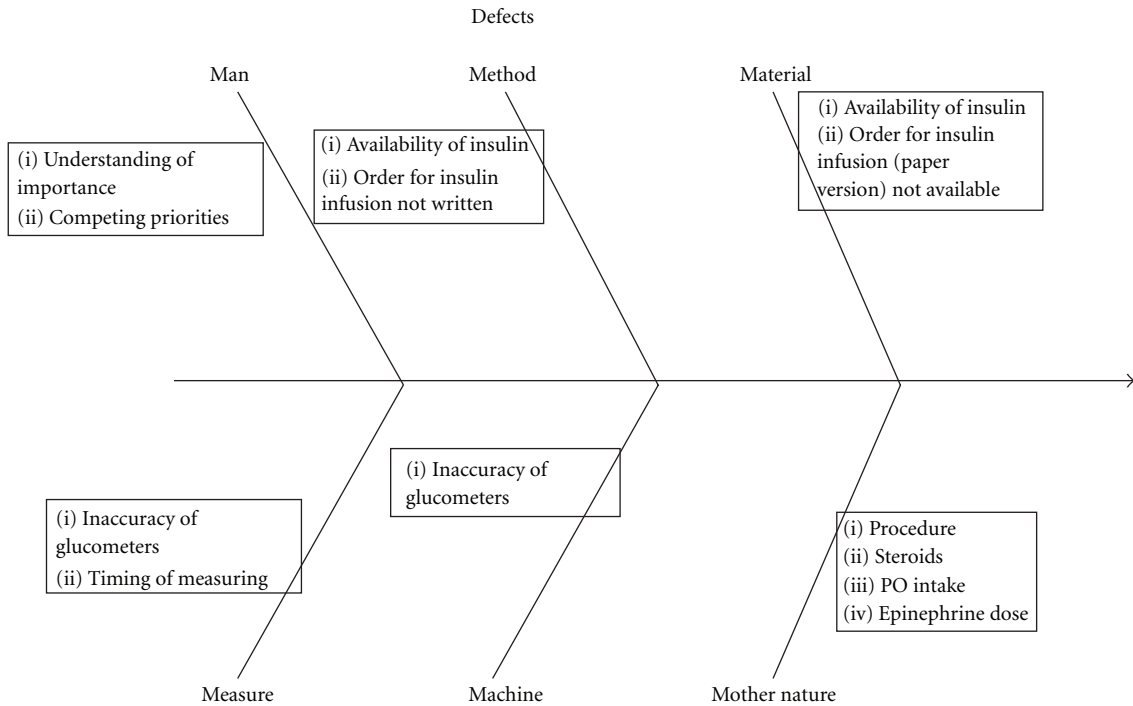 Defects
Man
Method
Material
(i) Understanding of
importance
(ii) Competing priorities
(i) Availability of insulin
(ii) Order for insulin
infusion not written
(i) Availability of insulin
(ii) Order for insulin
infusion (paper
version) not available
(i) Inaccuracy of
glucometers
(ii) Timing of measuring
(i) Inaccuracy of
glucometers
(i) Procedure
(ii) Steroids
(iii) PO intake
(iv) Epinephrine dose
Measure
Machine
Mother nature